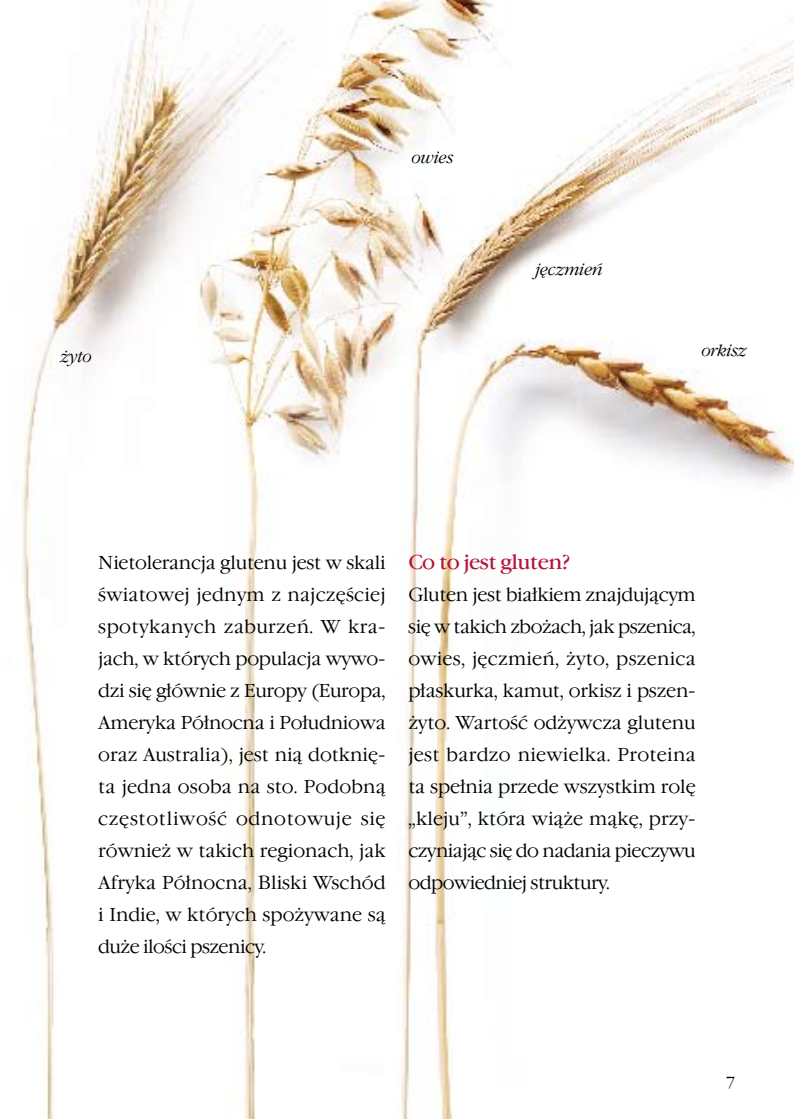 owies
jęczmień
orkisz
żyto
Nietolerancja glutenu jest w skali
światowej jednym z najczęściej
spotykanych zaburzeń. W kra-
jach, w których populacja wywo-
dzi się głównie z Europy (Europa,
Ameryka Północna i Południowa
oraz Australia), jest nią dotknię-
ta jedna osoba na sto. Podobną
częstotliwość odnotowuje się
również w takich regionach, jak
Afryka Północna, Bliski Wschód
i Indie, w których spożywane są
duże ilości pszenicy.
Co to jest gluten?
Gluten jest białkiem znajdującym
się w takich zbożach, jak pszenica,
owies, jęczmień, żyto, pszenica
płaskurka, kamut, orkisz i pszen-
żyto. Wartość odżywcza glutenu
jest bardzo niewielka. Proteina
ta spełnia przede wszystkim rolę
„kleju”, która wiąże mąkę, przy-
czyniając się do nadania pieczywu
odpowiedniej struktury.
7